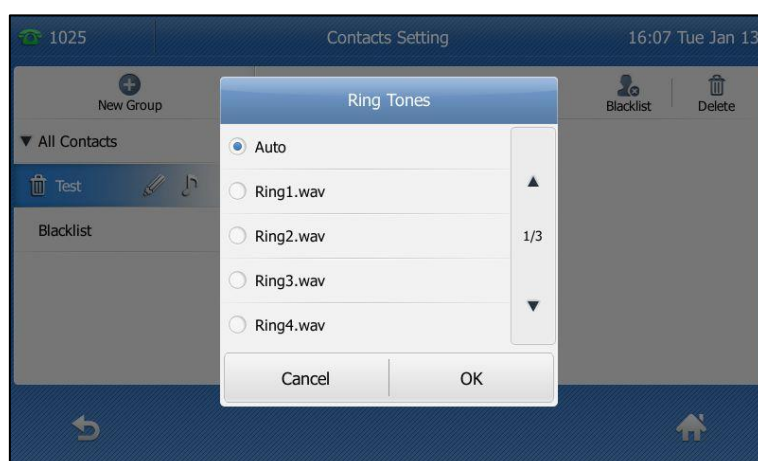 1025
Contacts Setting
16:07 Tue Jan 13
New Group
Blacklist
Delete
All Contacts
Test
Blacklist
Ring Tones
Auto
Ring1.wav
Ring2.wav
Ring3.wav
Ring4.wav
1/3
Cancel
OK